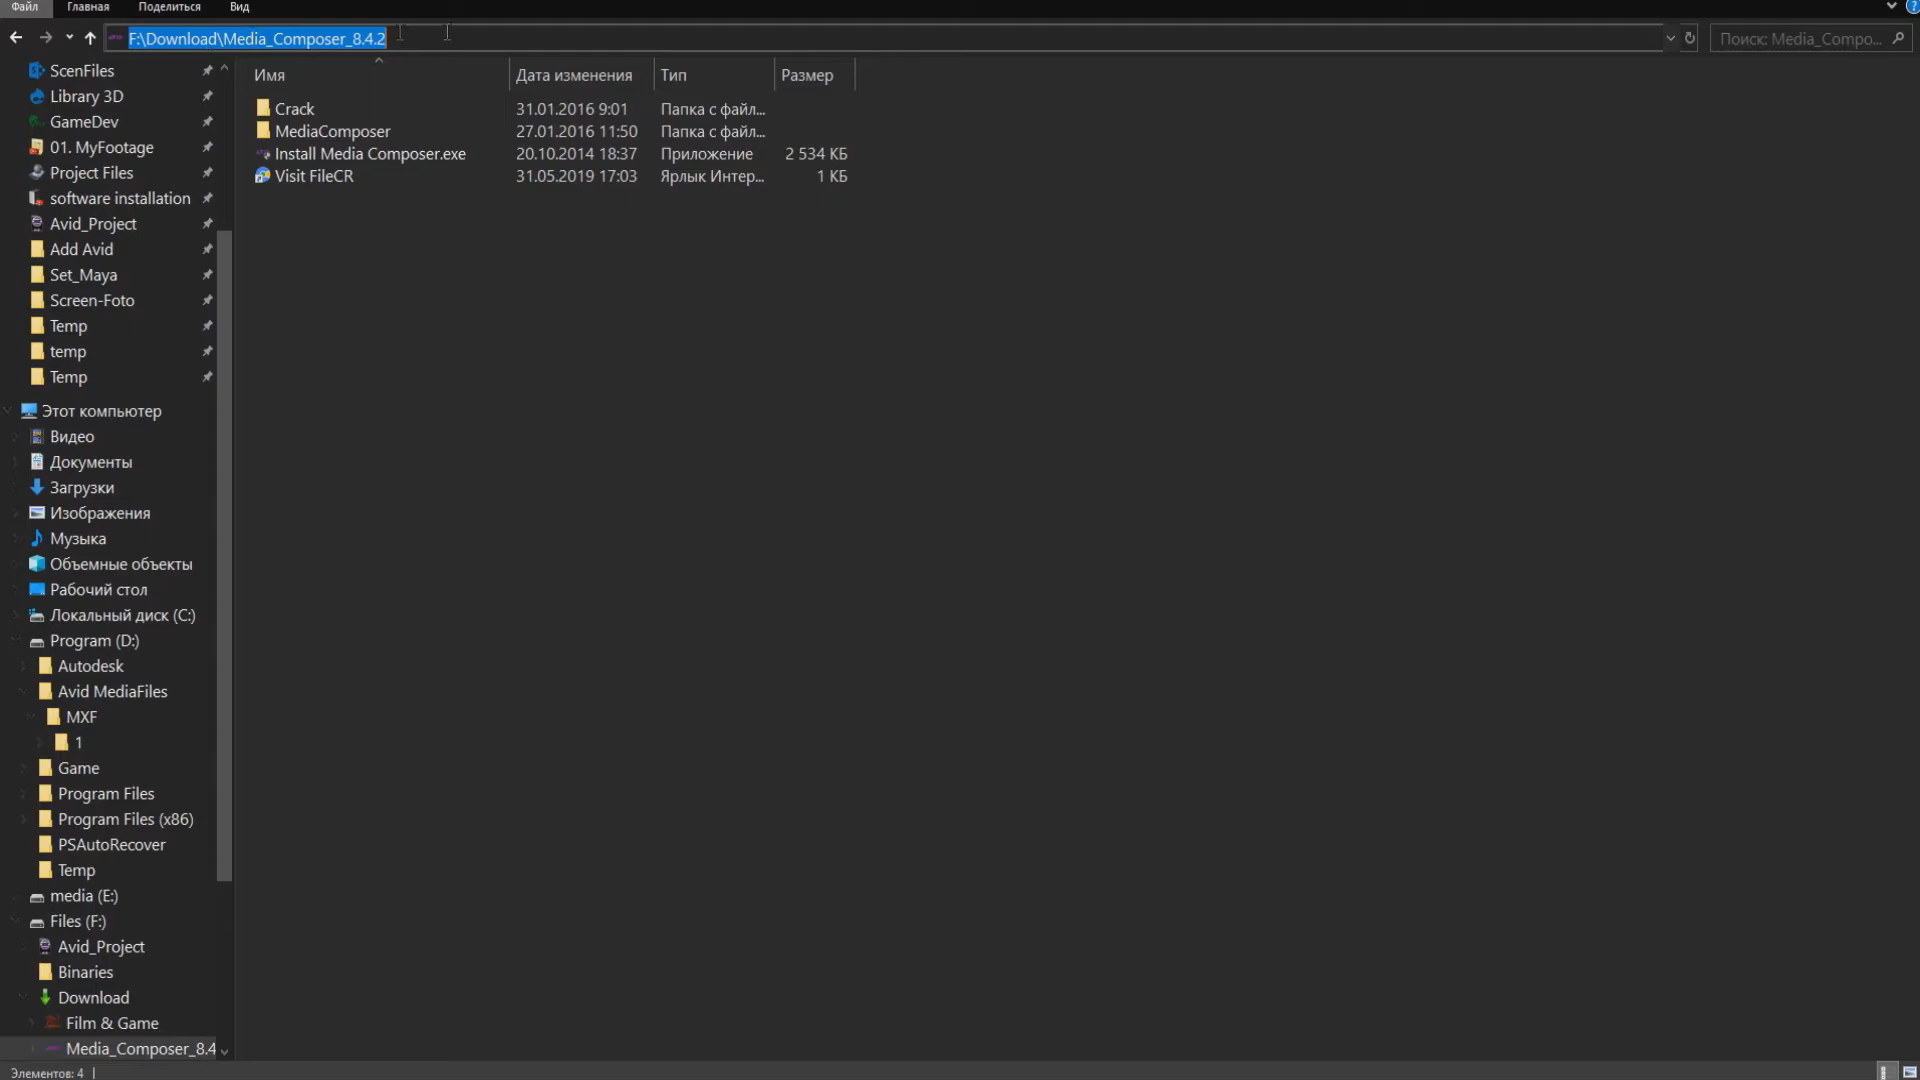 Файл Главная Поделиться Вид
F:\Download\Media_Composer_8.4.2 Поиск: Media_Compo...
Имя Дата изменения Тип Размер
Crack 31.01.2016 9:01 Папка с файл...
MediaComposer 27.01.2016 11:50 Папка с файл...
Install Media Composer.exe 20.10.2014 18:37 Приложение 2 534 КБ
Visit FileCR 31.05.2019 17:03 Ярлык Интер... 1 КБ
ScenFiles
Library 3D
GameDev
01. MyFootage
Project Files
software installation
Avid_Project
Add Avid
Set_Maya
Screen-Foto
Temp
temp
Temp
Этот компьютер
Видео
Документы
Загрузки
Изображения
Музыка
Объемные объекты
Рабочий стол
Локальный диск (C:)
Program (D:)
Autodesk
Avid MediaFiles
MXF
1
Game
Program Files
Program Files (x86)
PSAutoRecover
Temp
media (E:)
Files (F:)
Avid_Project
Binaries
Download
Film & Game
Media_Composer_8.4
Элементов: 4